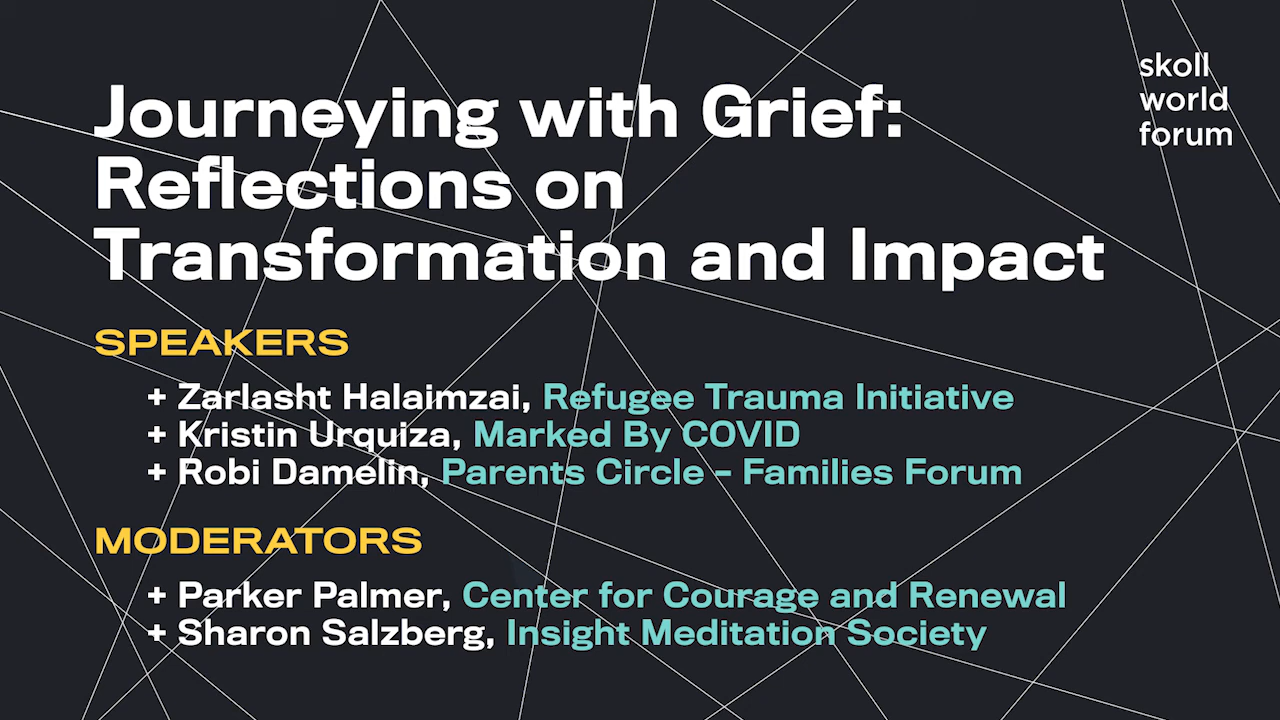 Journeying with Grief:
Reflections on
Transformation and Impact
skoll
world
forum
SPEAKERS
+ Zarlasht Halaimzai, Refugee Trauma Initiative
+ Kristin Urquiza, Marked By COVID
+ Robi Damelin, Parents Circle – Families Forum
MODERATORS
+ Parker Palmer, Center for Courage and Renewal
+ Sharon Salzberg, Insight Meditation Society